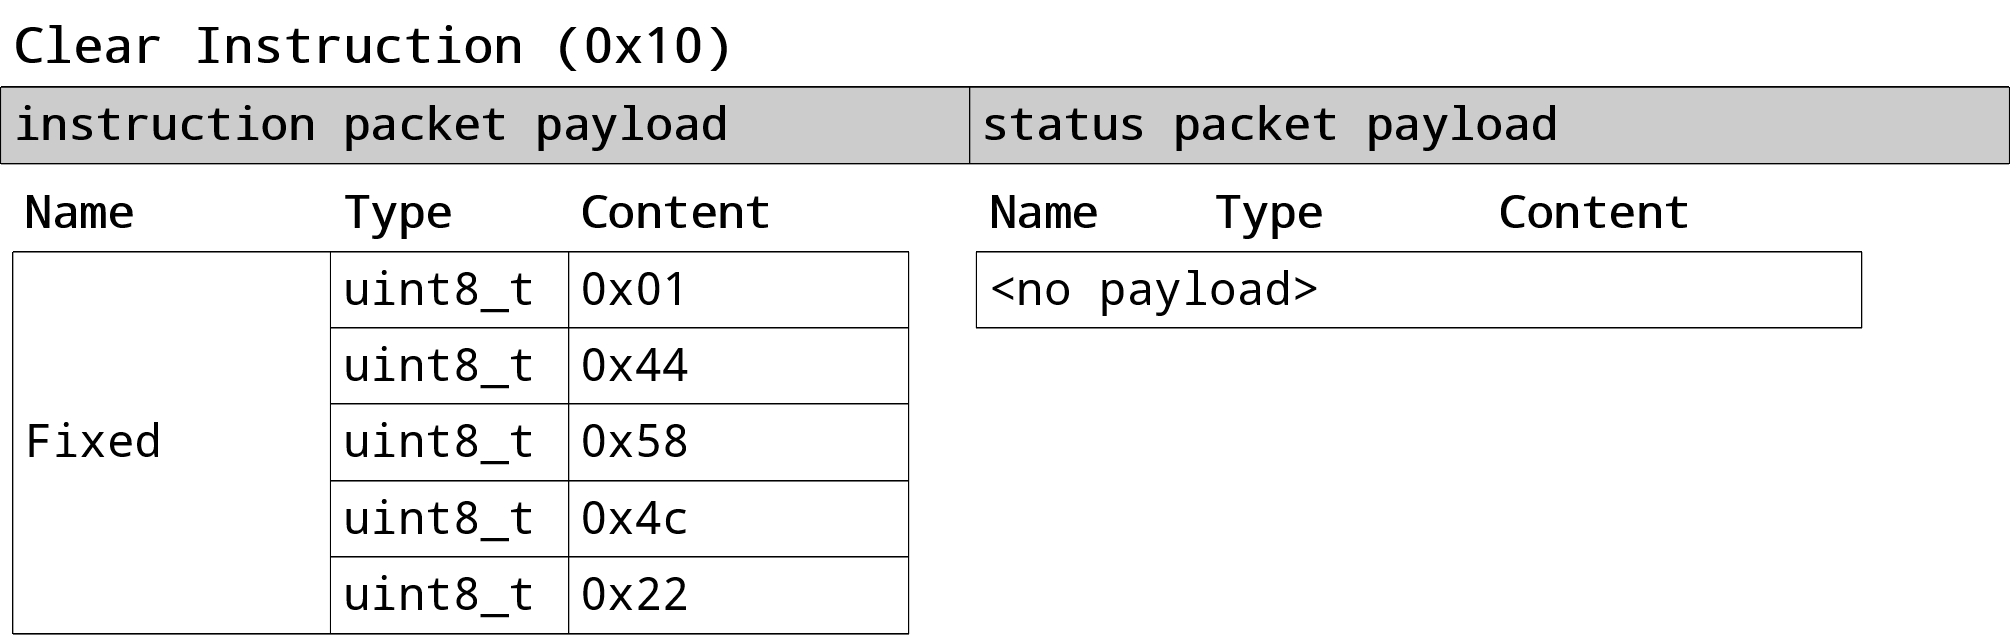 Clear Instruction (0x10)
instruction packet payload status packet payload
Name Type Content Name Type Content
uint8_t 0x01 <no payload>
uint8_t 0x44
Fixed uint8_t 0x58
uint8_t 0x4c
uint8_t 0x22